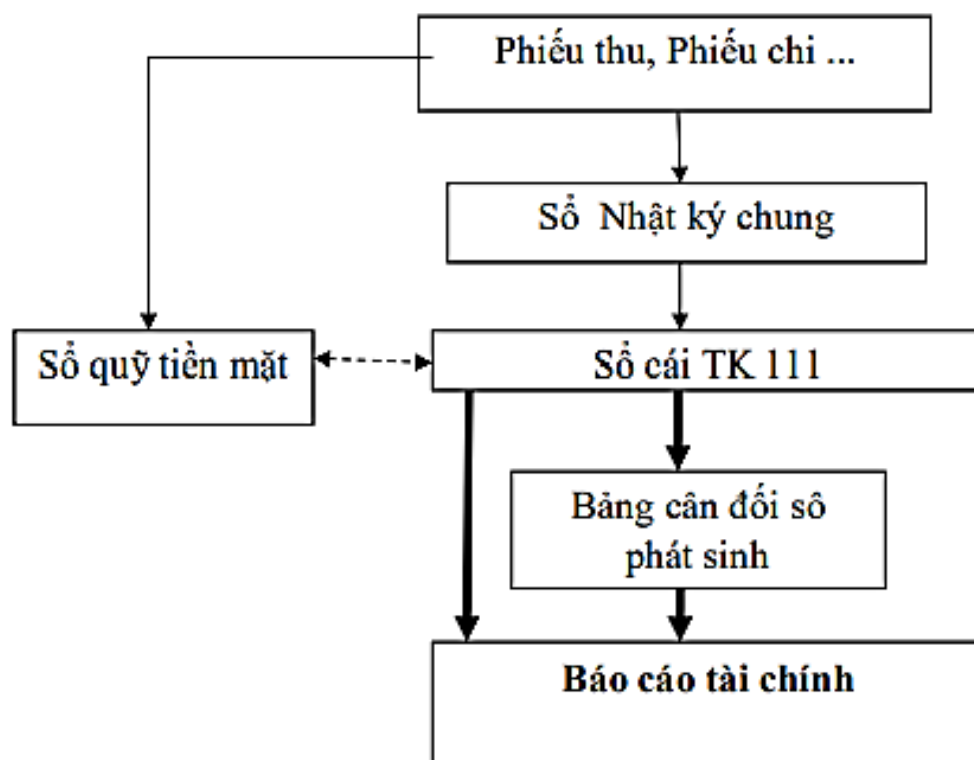 Phiếu thu, Phiếu chi ...
Sổ Nhật ký chung
Sổ quỹ tiền mặt
Sổ cái TK 111
Bảng cân đối sô
phát sinh
Báo cáo tài chính